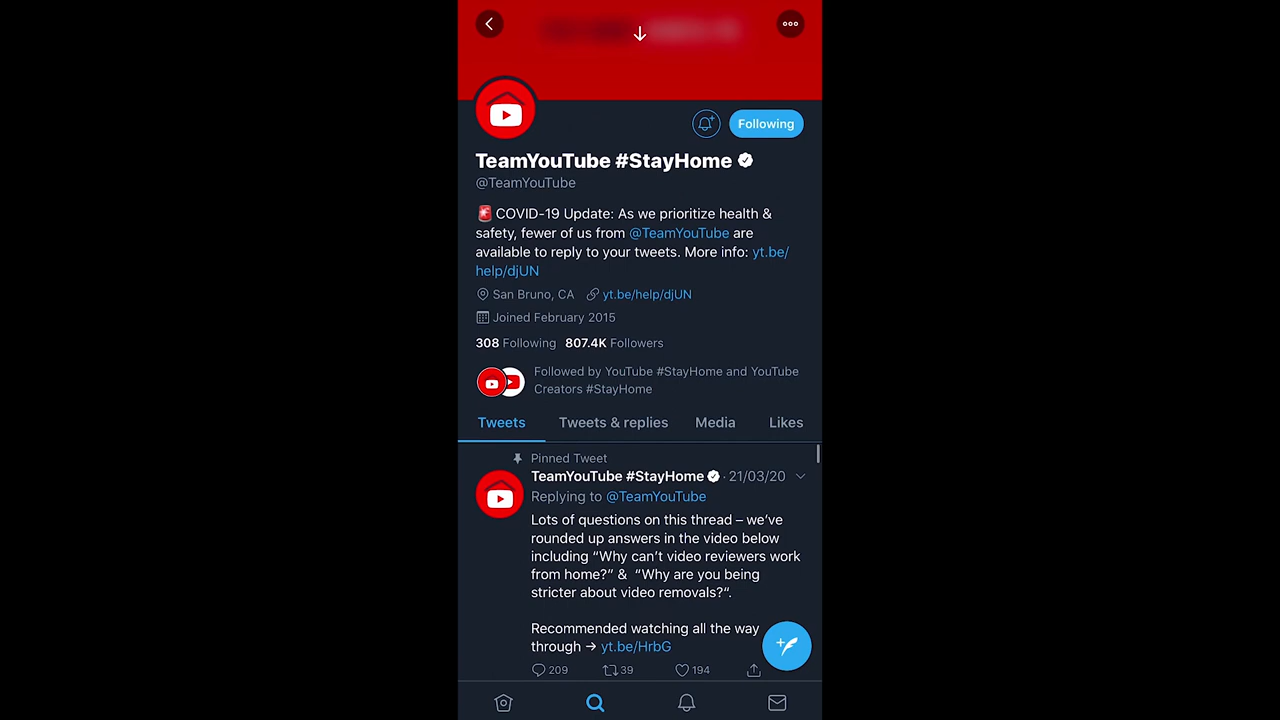 Following
TeamYouTube #StayHome
@TeamYouTube
🚨COVID-19 Update: As we prioritize health &
safety, fewer of us from @TeamYouTube are
available to reply to your tweets. More info: yt.be/
help/djUN
San Bruno, CA yt.be/help/djUN
Joined February 2015
308 Following 807.4K Followers
Followed by YouTube #StayHome and YouTube
Creators #StayHome
Tweets Tweets & replies Media Likes
Pinned Tweet
TeamYouTube #StayHome · 21/03/20
Replying to @TeamYouTube
Lots of questions on this thread – we’ve
rounded up answers in the video below
including “Why can’t video reviewers work
from home?” & “Why are you being
stricter about video removals?“.
Recommended watching all the way
through → yt.be/HrbG
209 39 194